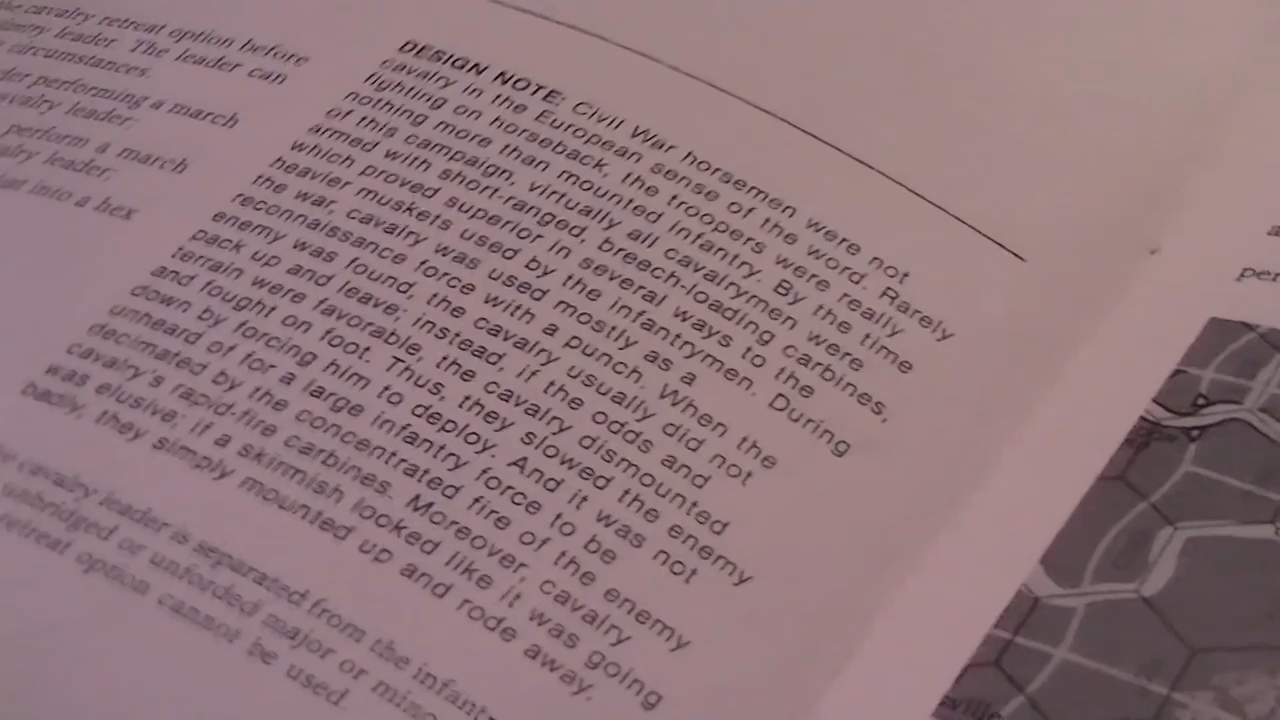 cavalry retreat option before
leader. The leader can
circumstances.
performing a march
cavalry leader;
perform a march
leader;
into a hex
DESIGN NOTE: Civil War horsemen were not
cavalry in the European sense of the word. Rarely
fighting on horseback, the troopers were really
nothing more than mounted infantry. By the time
of this campaign, virtually all cavalrymen were
armed with short-ranged, breech-loading carbines,
which proved superior in several ways to the
heavier muskets used by the infantrymen. During
the war, cavalry was used mostly as a
reconnaissance force with a punch. When the
enemy was found, the cavalry usually did not
pack up and leave; instead, if the odds and
terrain were favorable, the cavalry dismounted
and fought on foot. Thus, they slowed the enemy
down by forcing him to deploy. And it was not
unheard of for a large infantry force to be
decimated by the concentrated fire of the enemy
cavalry's rapid-fire carbines. Moreover, cavalry
was elusive; if a skirmish looked like it was going
badly, they simply mounted up and rode away.
cavalry leader is separated from the
unbridged or unforded major or
retreat option cannot be used.